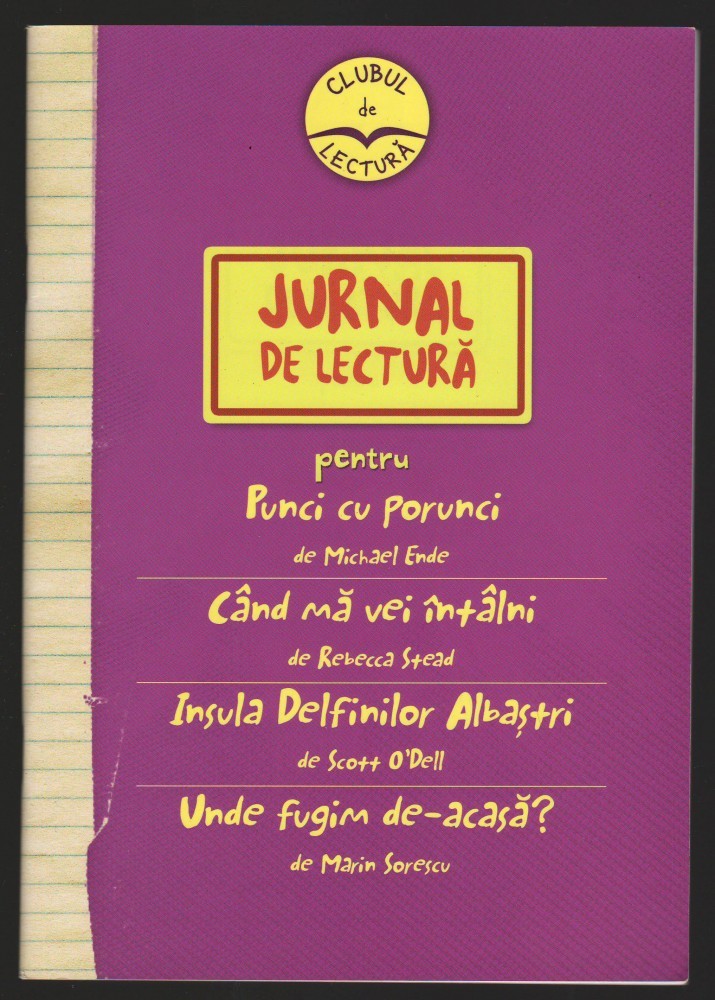 CLUBUL
de
LECTURĂ
JURNAL
DE LECTURĂ
pentru
Punci cu porunci
de Michael Ende
Când mă vei întâlni
de Rebecca Stead
Insula Delfinilor Albaștri
de Scott O'Dell
Unde fugim de-acasă?
de Marin Sorescu